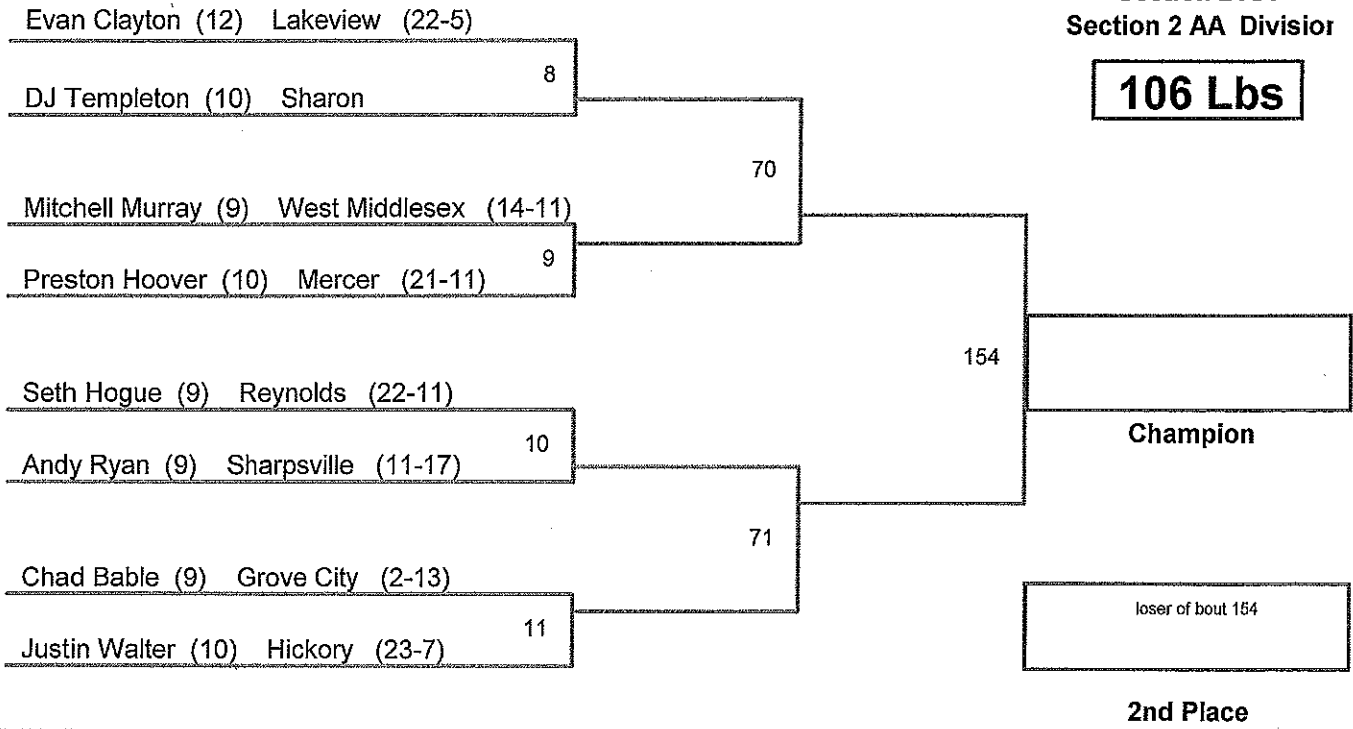 Section 2 AA Division
106 Lbs
Evan Clayton (12) Lakeview (22-5)
8
DJ Templeton (10) Sharon
70
Mitchell Murray (9) West Middlesex (14-11)
9
Preston Hoover (10) Mercer (21-11)
154
Seth Hogue (9) Reynolds (22-11)
10
Andy Ryan (9) Sharpsville (11-17)
Champion
71
Chad Bable (9) Grove City (2-13)
11
Justin Walter (10) Hickory (23-7)
loser of bout 154
2nd Place